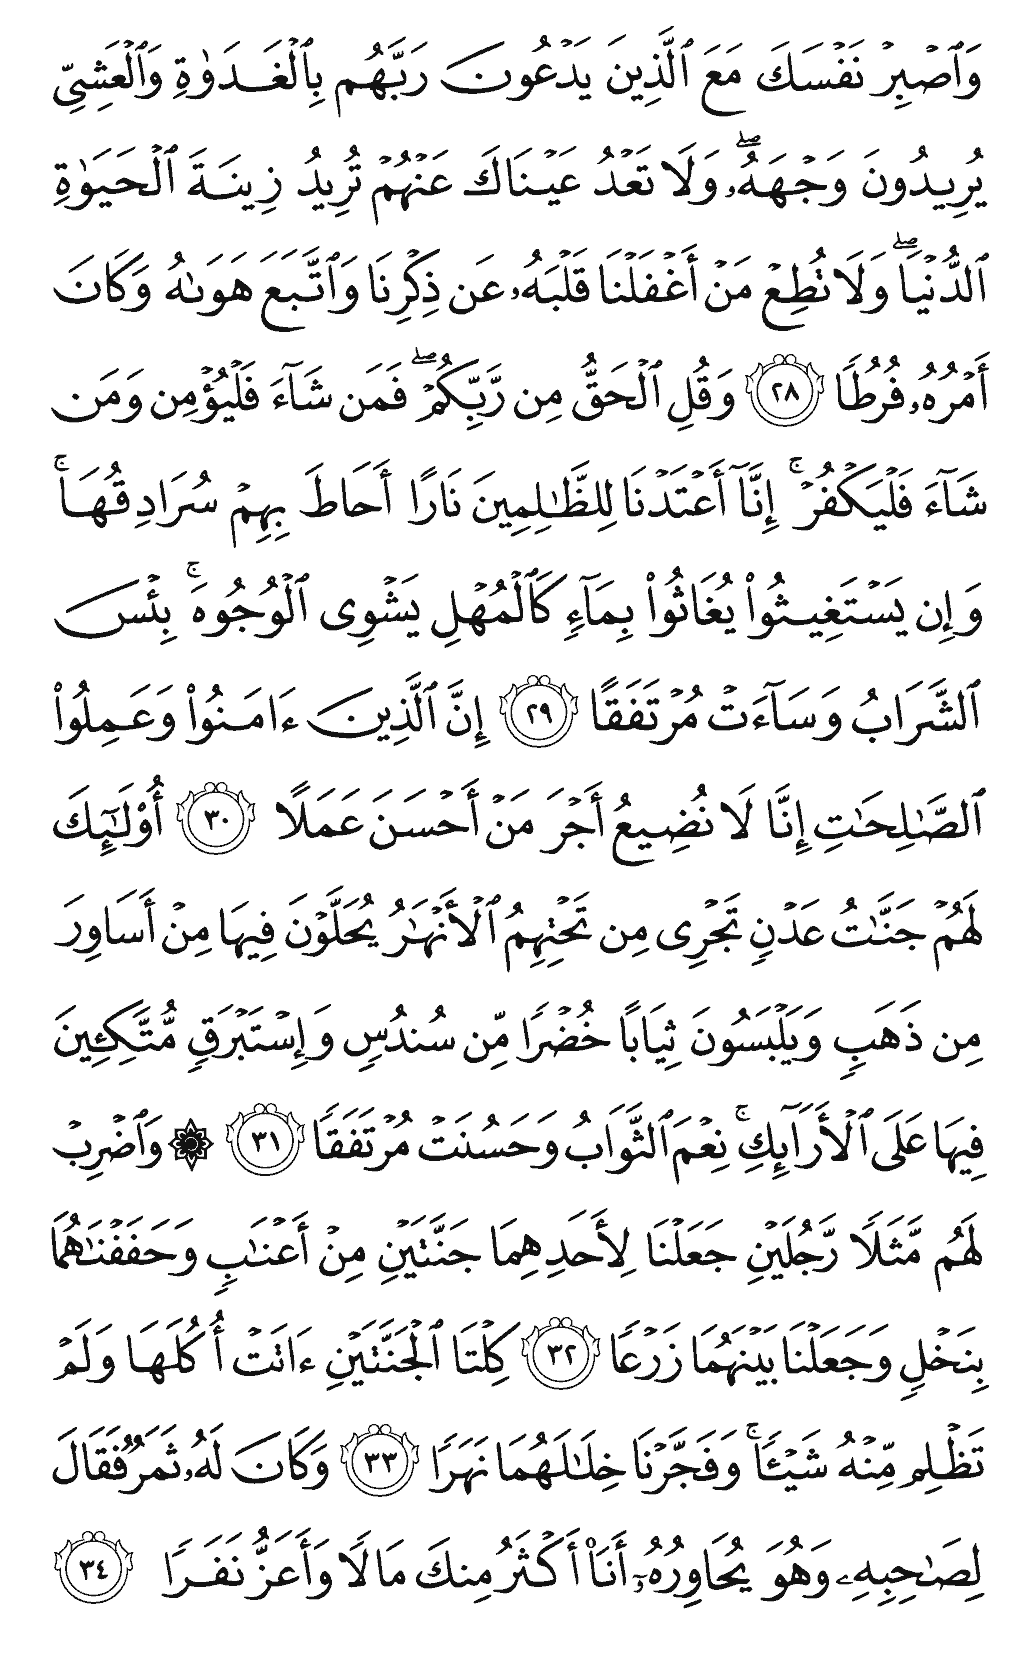 وَٱصۡبِرۡ نَفۡسَكَ مَعَ ٱلَّذِينَ يَدۡعُونَ رَبَّهُم بِٱلۡغَدَوٰةِ وَٱلۡعَشِيِّ
يُرِيدُونَ وَجۡهَهُۥۖ وَلَا تَعۡدُ عَيۡنَاكَ عَنۡهُمۡ تُرِيدُ زِينَةَ ٱلۡحَيَوٰةِ
ٱلدُّنۡيَاۖ وَلَا تُطِعۡ مَنۡ أَغۡفَلۡنَا قَلۡبَهُۥ عَن ذِكۡرِنَا وَٱتَّبَعَ هَوَىٰهُ وَكَانَ
أَمۡرُهُۥ فُرُطٗا ٢٨ وَقُلِ ٱلۡحَقُّ مِن رَّبِّكُمۡۖ فَمَن شَآءَ فَلۡيُؤۡمِن وَمَن
شَآءَ فَلۡيَكۡفُرۡۚ إِنَّآ أَعۡتَدۡنَا لِلظَّٰلِمِينَ نَارًا أَحَاطَ بِهِمۡ سُرَادِقُهَاۚ
وَإِن يَسۡتَغِيثُواْ يُغَاثُواْ بِمَآءٖ كَٱلۡمُهۡلِ يَشۡوِي ٱلۡوُجُوهَۚ بِئۡسَ
ٱلشَّرَابُ وَسَآءَتۡ مُرۡتَفَقًا ٢٩ إِنَّ ٱلَّذِينَ ءَامَنُواْ وَعَمِلُواْ
ٱلصَّٰلِحَٰتِ إِنَّا لَا نُضِيعُ أَجۡرَ مَنۡ أَحۡسَنَ عَمَلًا ٣٠ أُوْلَٰٓئِكَ
لَهُمۡ جَنَّٰتُ عَدۡنٖ تَجۡرِي مِن تَحۡتِهِمُ ٱلۡأَنۡهَٰرُ يُحَلَّوۡنَ فِيهَا مِنۡ أَسَاوِرَ
مِن ذَهَبٖ وَيَلۡبَسُونَ ثِيَابًا خُضۡرٗا مِّن سُندُسٖ وَإِسۡتَبۡرَقٖ مُّتَّكِـِٔينَ
فِيهَا عَلَى ٱلۡأَرَآئِكِۚ نِعۡمَ ٱلثَّوَابُ وَحَسُنَتۡ مُرۡتَفَقٗا ٣١ ۞ وَٱضۡرِبۡ
لَهُم مَّثَلٗا رَّجُلَيۡنِ جَعَلۡنَا لِأَحَدِهِمَا جَنَّتَيۡنِ مِنۡ أَعۡنَٰبٖ وَحَفَفۡنَٰهُمَا
بِنَخۡلٖ وَجَعَلۡنَا بَيۡنَهُمَا زَرۡعٗا ٣٢ كِلۡتَا ٱلۡجَنَّتَيۡنِ ءَاتَتۡ أُكُلَهَا وَلَمۡ
تَظۡلِم مِّنۡهُ شَيۡـٔٗاۚ وَفَجَّرۡنَا خِلَٰلَهُمَا نَهَرٗا ٣٣ وَكَانَ لَهُۥ ثَمَرٞ فَقَالَ
لِصَٰحِبِهِۦ وَهُوَ يُحَاوِرُهُۥٓ أَنَا۠ أَكۡثَرُ مِنكَ مَالٗا وَأَعَزُّ نَفَرٗا ٣٤